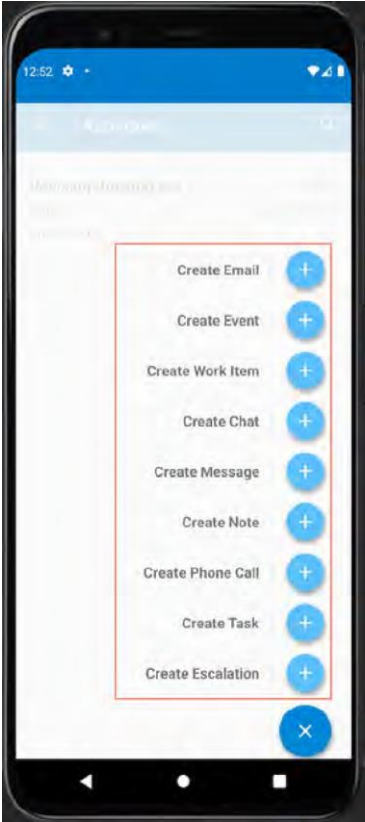 12:52
Create Email
Create Event
Create Work Item
Create Chat
Create Message
Create Note
Create Phone Call
Create Task
Create Escalation